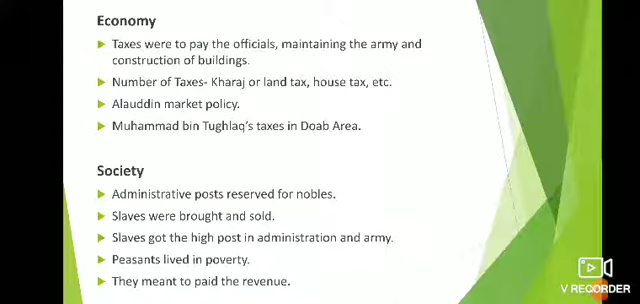 Economy
Taxes were to pay the officials, maintaining the army and
construction of buildings.
Number of Taxes- Kharaj or land tax, house tax, etc.
Alauddin market policy.
Muhammad bin Tughlaq's taxes in Doab Area.
Society
Administrative posts reserved for nobles.
Slaves were brought and sold.
Slaves got the high post in administration and army.
Peasants lived in poverty.
They meant to paid the revenue.
V RECORDER